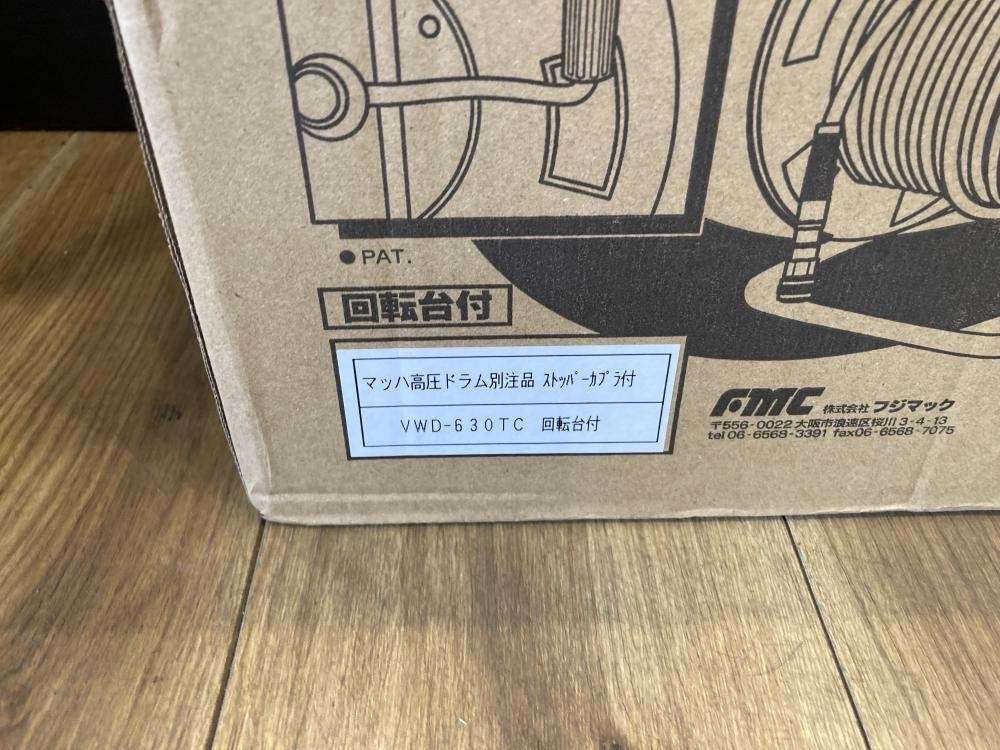 ●PAT.
回転台付
マッハ高圧ドラム別注品 ｽﾄｯﾊﾟｰｶﾌﾟﾗ付
VWD-630TC 回転台付
FMC 株式会社 フジマック
〒556-0022 大阪市浪速区桜川3-4-13
tel 06-6568-3391 fax06-6568-7075